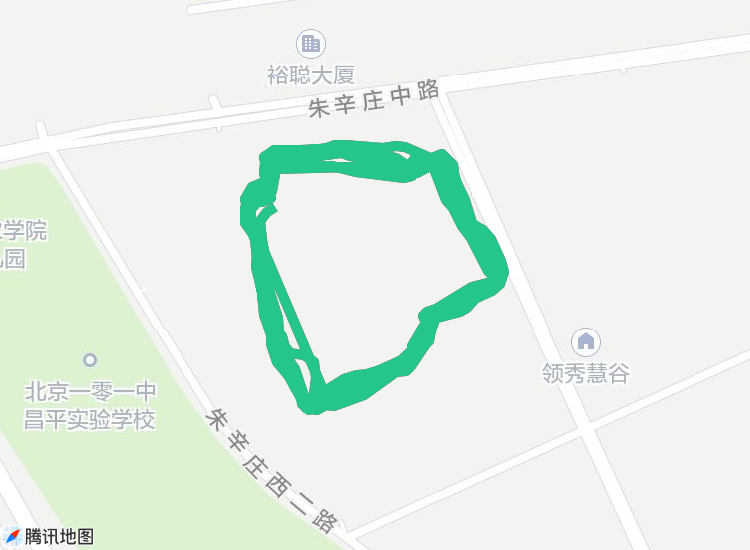 裕聪大厦
朱辛庄中路
学院
园
领秀慧谷
北京一零一中
昌平实验学校
朱辛庄西二路
腾讯地图